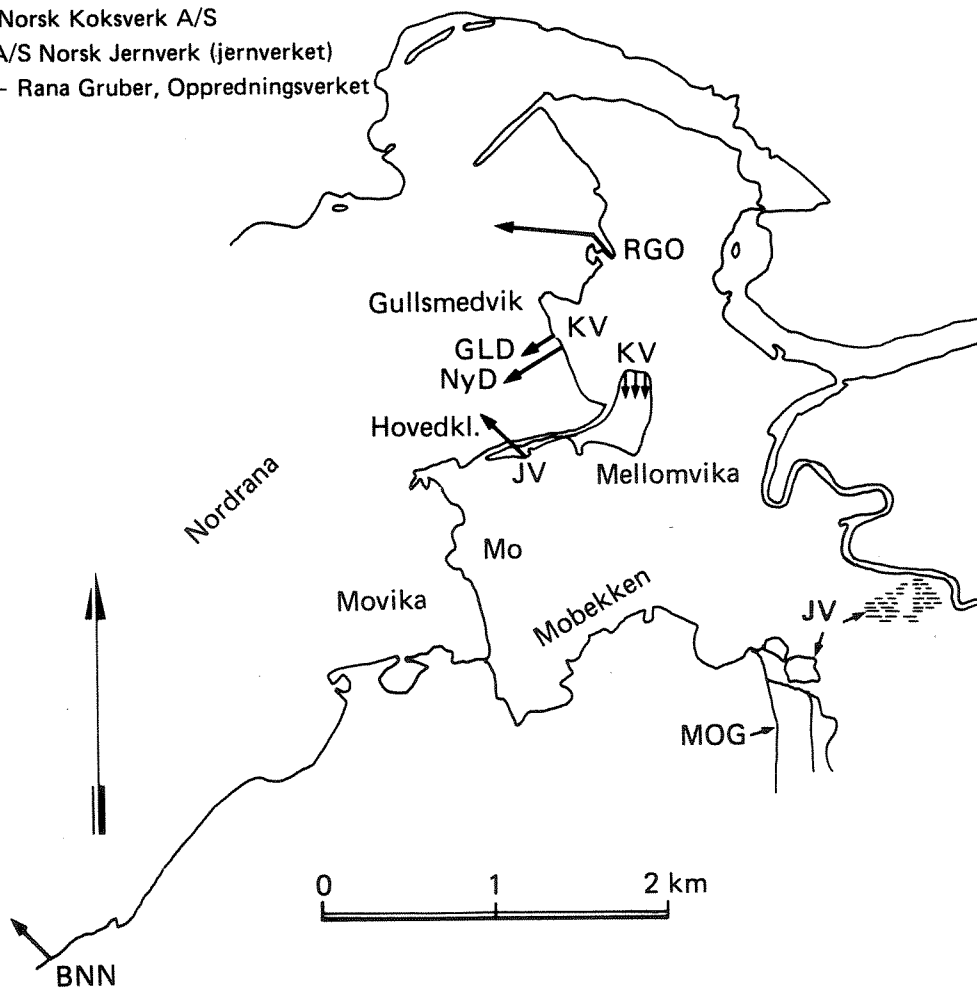 Norsk Koksverk A/S
A/S Norsk Jernverk (jernverket)
- Rana Gruber, Oppredningsverket
RGO
Gullsmedvik
KV
GLD
KV
NyD
Hovedkl.
JV
Mellomvika
Nordrana
Mo
Movika
Mobekken
JV
MOG
0 1 2 km
BNN